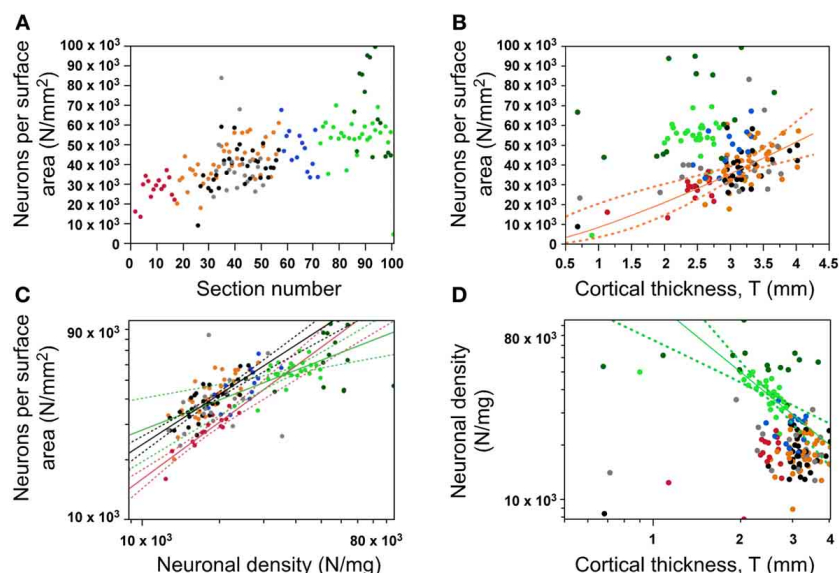 A
Neurons per surface
area (N/mm²)
100 x 10³
90 x 10³
80 x 10³
70 x 10³
60 x 10³
50 x 10³
40 x 10³
30 x 10³
20 x 10³
10 x 10³
0
0 10 20 30 40 50 60 70 80 90 100
Section number
B
Neurons per surface
area (N/mm²)
100 x 10³
90 x 10³
80 x 10³
70 x 10³
60 x 10³
50 x 10³
40 x 10³
30 x 10³
20 x 10³
10 x 10³
0
0.5 1 1.5 2 2.5 3 3.5 4 4.5
Cortical thickness, T (mm)
C
Neurons per surface
area (N/mm²)
90 x 10³
10 x 10³
10 x 10³ 80 x 10³
Neuronal density (N/mg)
D
Neuronal density
(N/mg)
80 x 10³
10 x 10³
1 2 3 4
Cortical thickness, T (mm)